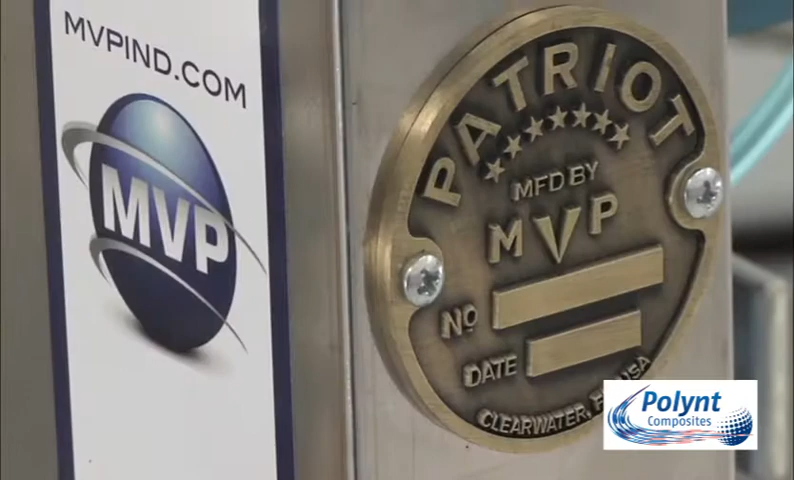 MVPIND.COM
MVP
PATRIOT
MFD BY
MVP
No
DATE
CLEARWATER, USA
Polynt
Composites